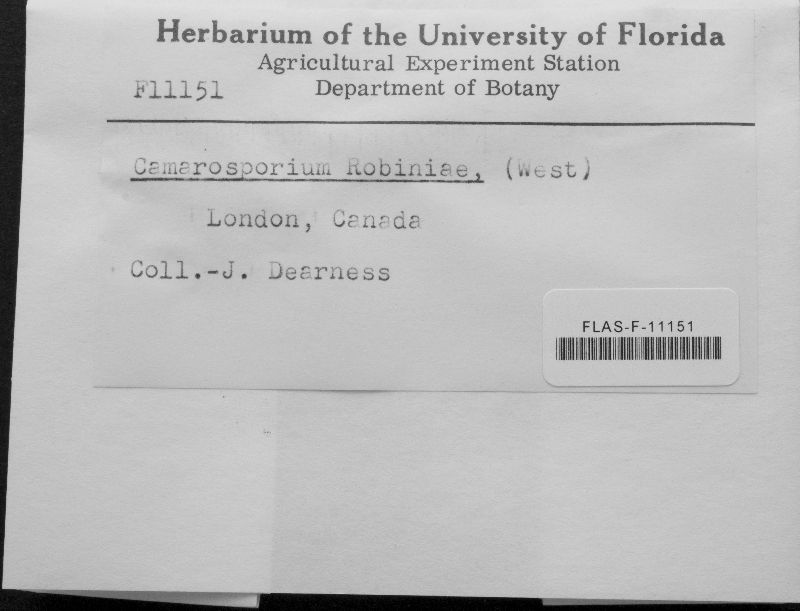 Herbarium of the University of Florida
Agricultural Experiment Station
F11151
Department of Botany
Camarosporium Robiniae, (West)
London, Canada
Coll.-J. Dearness
FLAS-F-11151